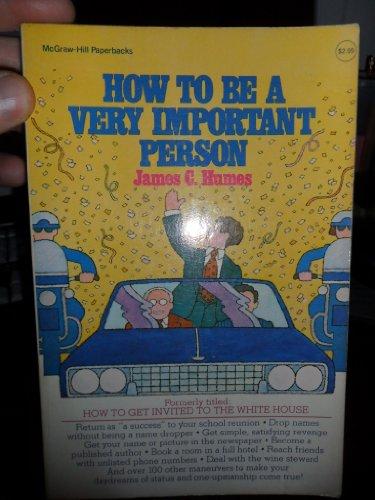 McGraw-Hill Paperbacks
$2.95
HOW TO BE A
VERY IMPORTANT
PERSON
James C. Humes
Formerly titled:
HOW TO GET INVITED TO THE WHITE HOUSE
Return as "a success" to your school reunion • Drop names
without being a name dropper • Get simple, satisfying revenge
Get your name or picture in the newspaper • Become a
published author • Book a room in a full hotel • Reach friends
with unlisted phone numbers • Deal with the wine steward
And over 100 other maneuvers to make your
daydreams of status and one-upmanship come true!